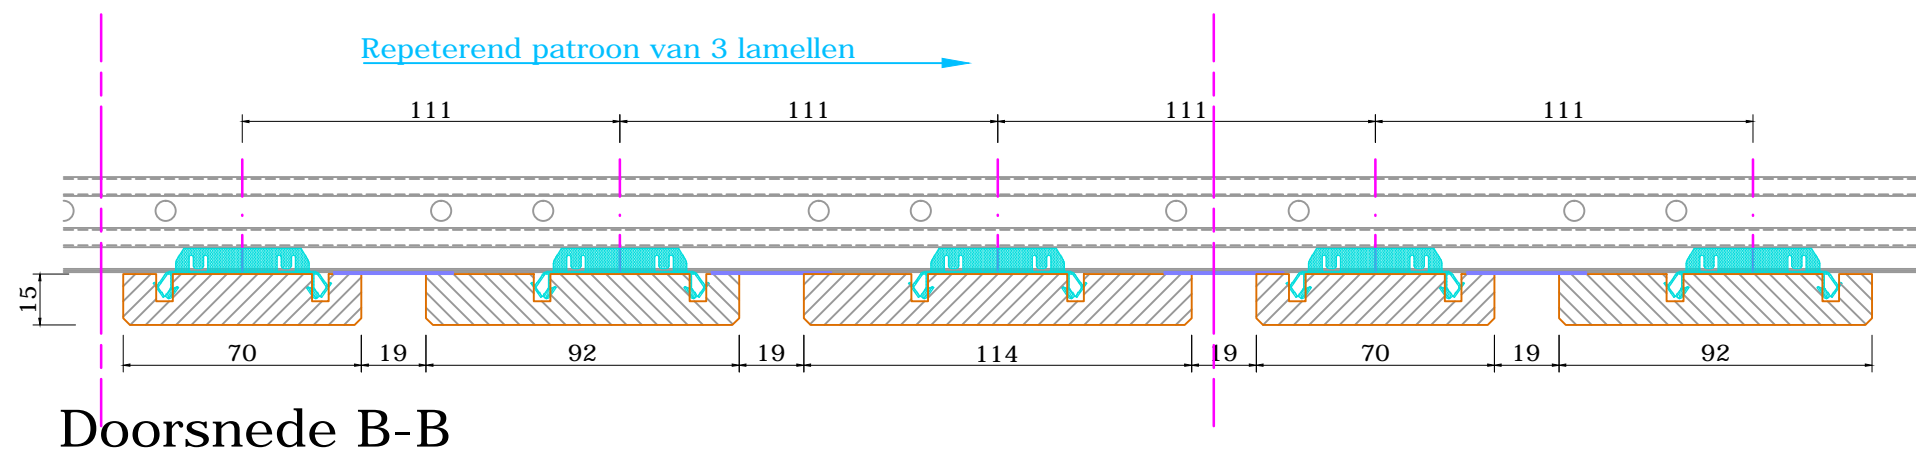 Repeterend patroon van 3 lamellen
111 111 111 111
15
70 19 92 19 114 19 70 19 92
Doorsnede B-B